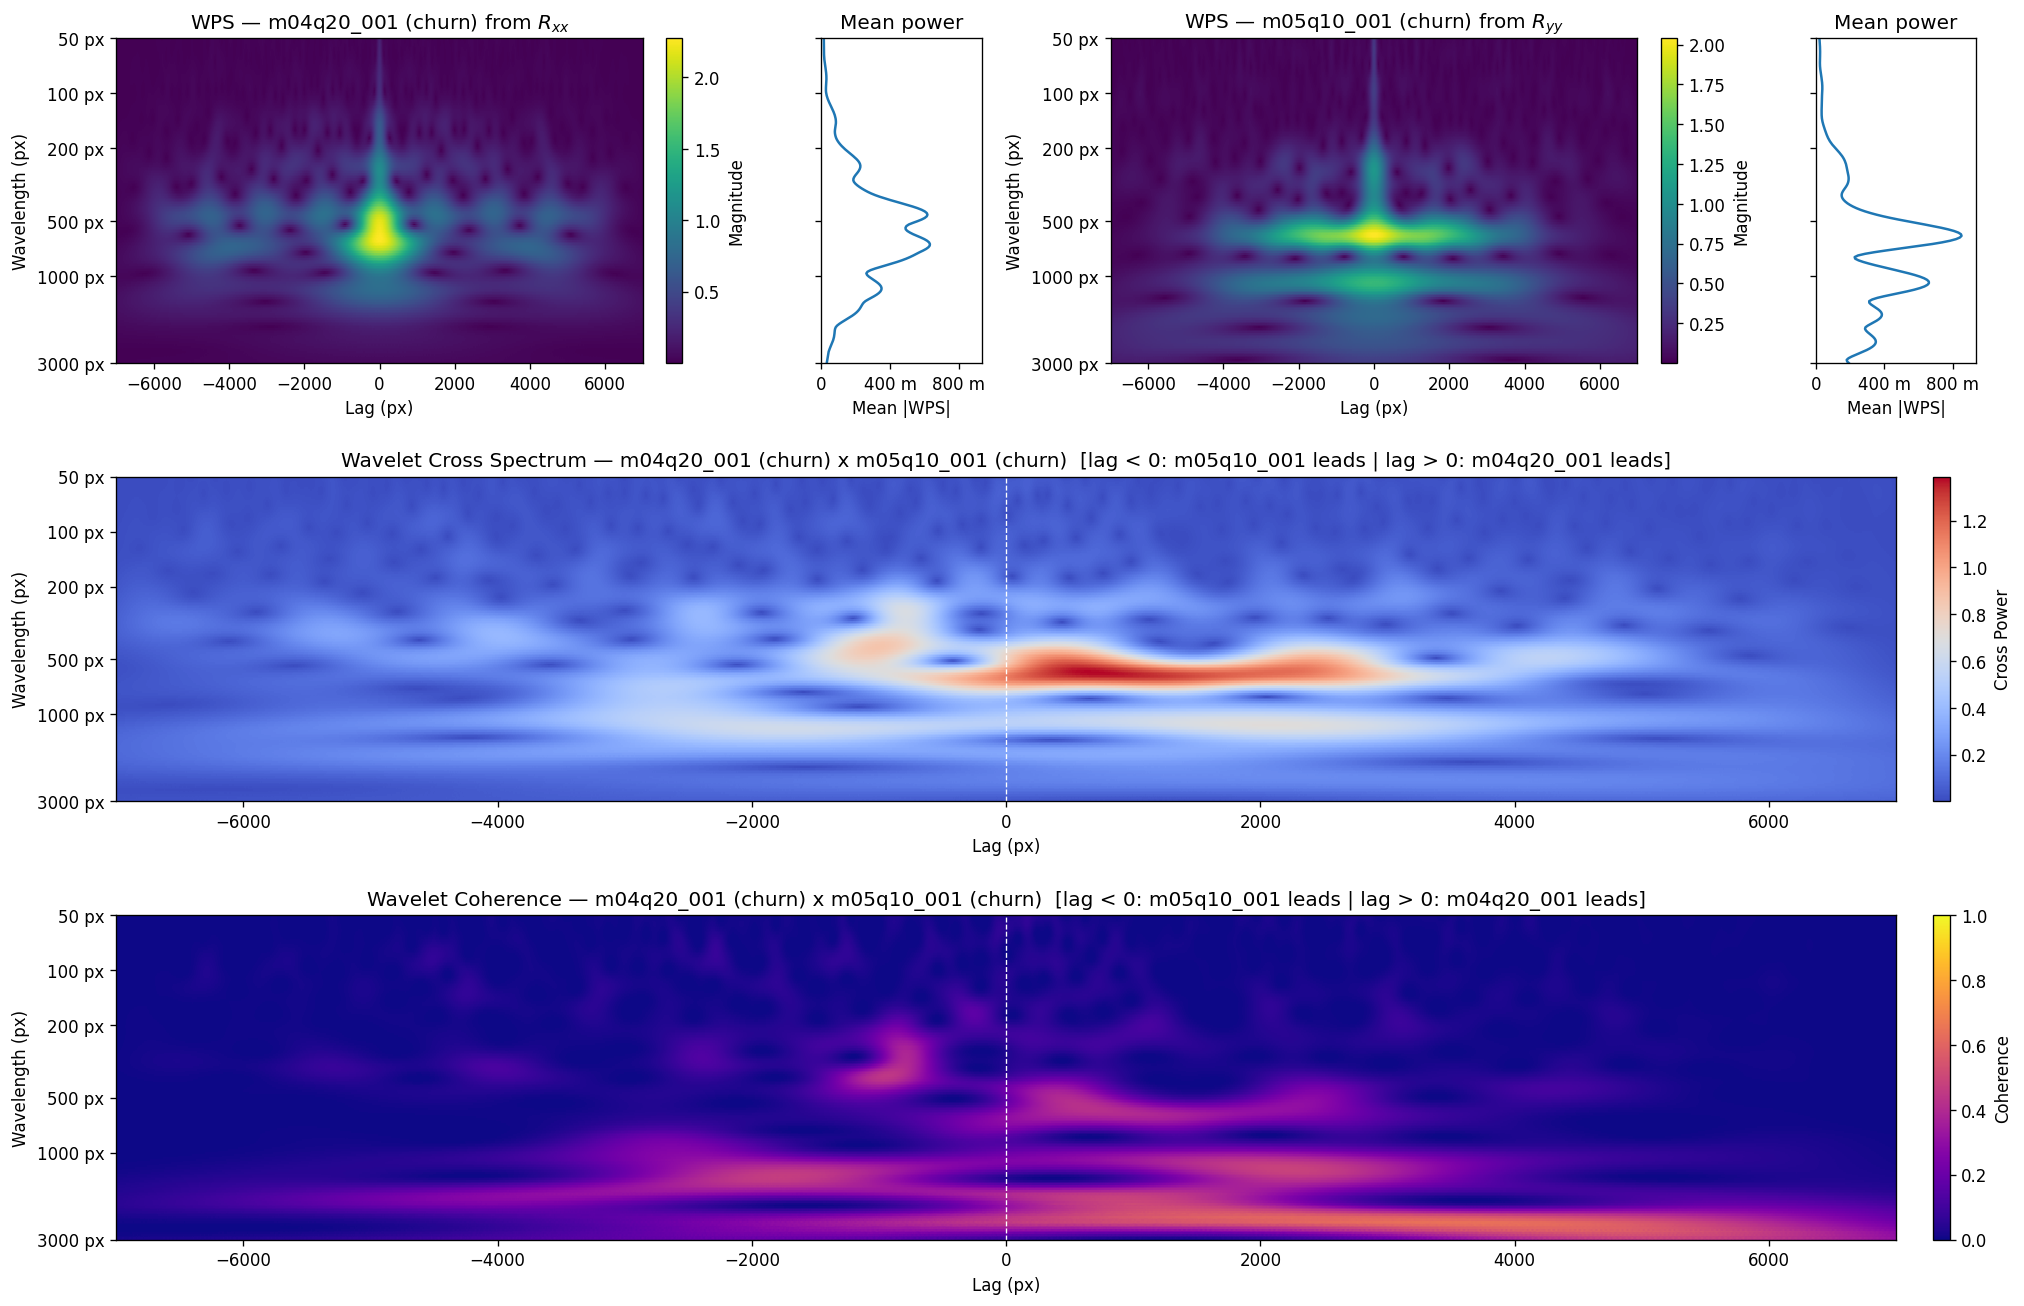 WPS — m04q20_001 (churn) from Rxx
Mean power
WPS — m05q10_001 (churn) from Ryy
Mean power
50 px
100 px
200 px
500 px
1000 px
3000 px
Wavelength (px)
−6000 −4000 −2000 0 2000 4000 6000
Lag (px)
2.0
1.5
1.0
0.5
Magnitude
0 400 m 800 m
Mean |WPS|
50 px
100 px
200 px
500 px
1000 px
3000 px
Wavelength (px)
−6000 −4000 −2000 0 2000 4000 6000
Lag (px)
2.00
1.75
1.50
1.25
1.00
0.75
0.50
0.25
Magnitude
0 400 m 800 m
Mean |WPS|
Wavelet Cross Spectrum — m04q20_001 (churn) x m05q10_001 (churn)  [lag < 0: m05q10_001 leads | lag > 0: m04q20_001 leads]
50 px
100 px
200 px
500 px
1000 px
3000 px
Wavelength (px)
−6000 −4000 −2000 0 2000 4000 6000
Lag (px)
1.2
1.0
0.8
0.6
0.4
0.2
Cross Power
Wavelet Coherence — m04q20_001 (churn) x m05q10_001 (churn)  [lag < 0: m05q10_001 leads | lag > 0: m04q20_001 leads]
50 px
100 px
200 px
500 px
1000 px
3000 px
Wavelength (px)
−6000 −4000 −2000 0 2000 4000 6000
Lag (px)
1.0
0.8
0.6
0.4
0.2
0.0
Coherence